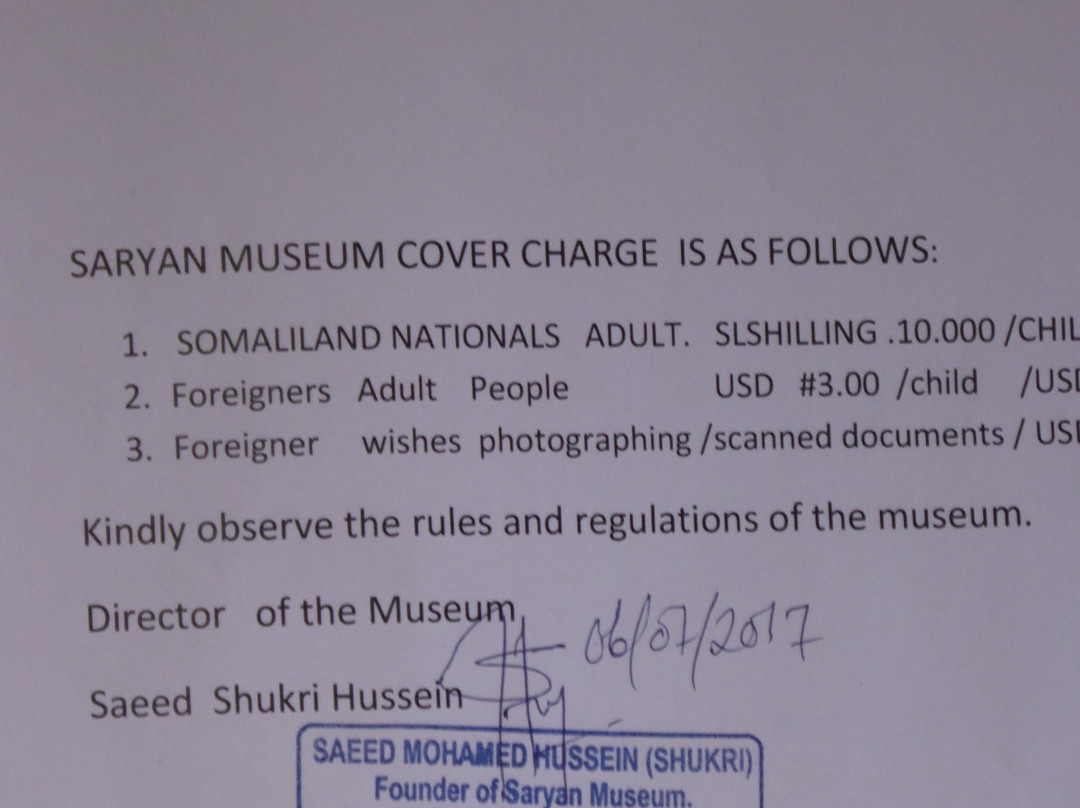 SARYAN MUSEUM COVER CHARGE IS AS FOLLOWS:
1. SOMALILAND NATIONALS ADULT. SLSHILLING .10.000 /CHIL
2. Foreigners Adult People USD #3.00 /child /USD
3. Foreigner wishes photographing /scanned documents / USD
Kindly observe the rules and regulations of the museum.
Director of the Museum
06/07/2017
Saeed Shukri Hussein
SAEED MOHAMED HUSSEIN (SHUKRI)
Founder of Saryan Museum.